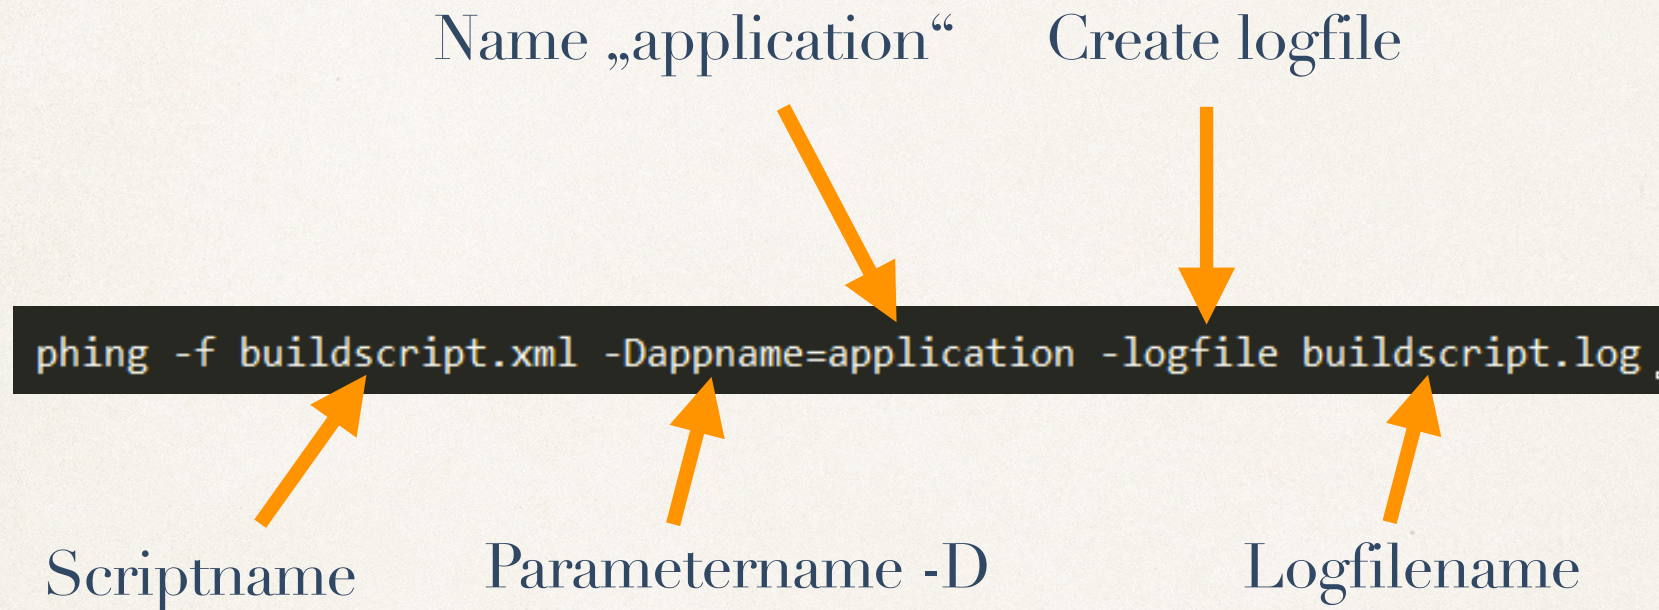 Name „application“
Create logfile
phing -f buildscript.xml -Dappname=application -logfile buildscript.log
Scriptname
Parametername -D
Logfilename